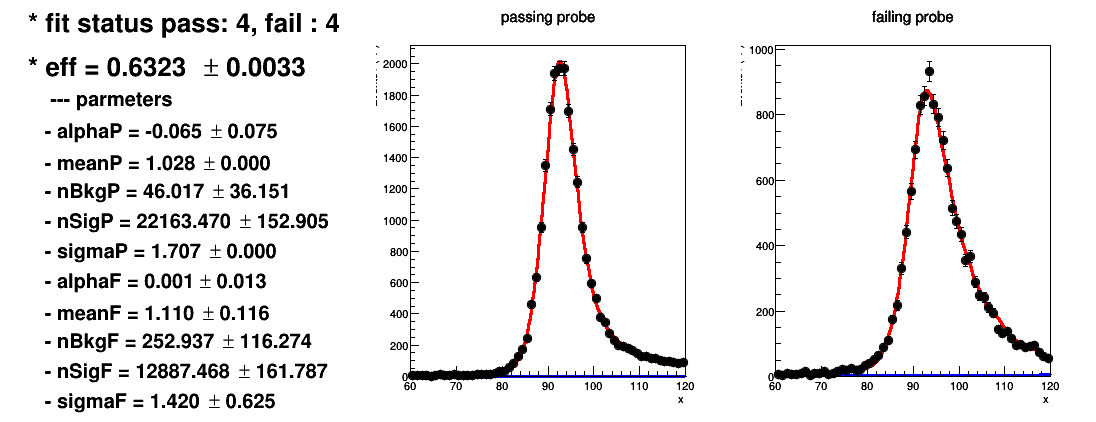 * fit status pass: 4, fail : 4
* eff = 0.6323 ± 0.0033
--- parmeters
- alphaP = -0.065 ± 0.075
- meanP = 1.028 ± 0.000
- nBkgP = 46.017 ± 36.151
- nSigP = 22163.470 ± 152.905
- sigmaP = 1.707 ± 0.000
- alphaF = 0.001 ± 0.013
- meanF = 1.110 ± 0.116
- nBkgF = 252.937 ± 116.274
- nSigF = 12887.468 ± 161.787
- sigmaF = 1.420 ± 0.625
passing probe
2000
1800
1600
1400
1200
1000
800
600
400
200
0
60 70 80 90 100 110 120
x
failing probe
1000
800
600
400
200
0
60 70 80 90 100 110 120
x